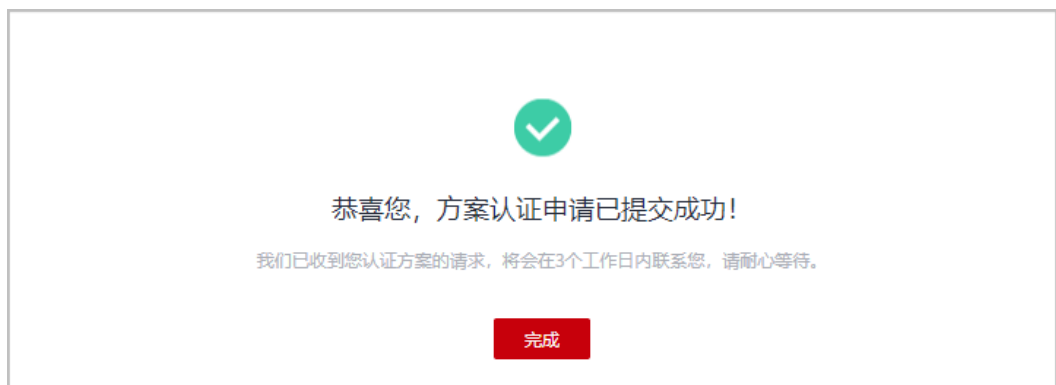 恭喜您，方案认证申请已提交成功！
我们已收到您认证方案的请求，将会在3个工作日内联系您，请耐心等待。
完成